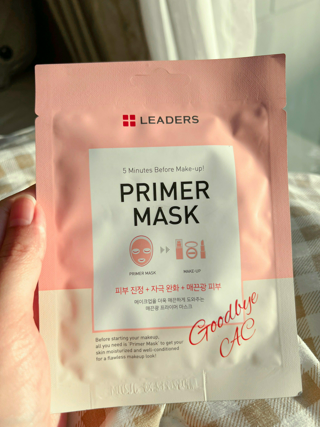 LEADERS
5 Minutes Before Make-up!
PRIMER
MASK
PRIMER MASK
MAKE-UP
피부 진정 + 자극 완화 + 매끈광 피부
메이크업을 더욱 매끈하게 도와주는
매끈광 프라이머 마스크
Before starting your makeup,
all you need is 'Primer Mask' to get your
skin moisturized and well-conditioned
for a flawless makeup look!
Goodbye
AC